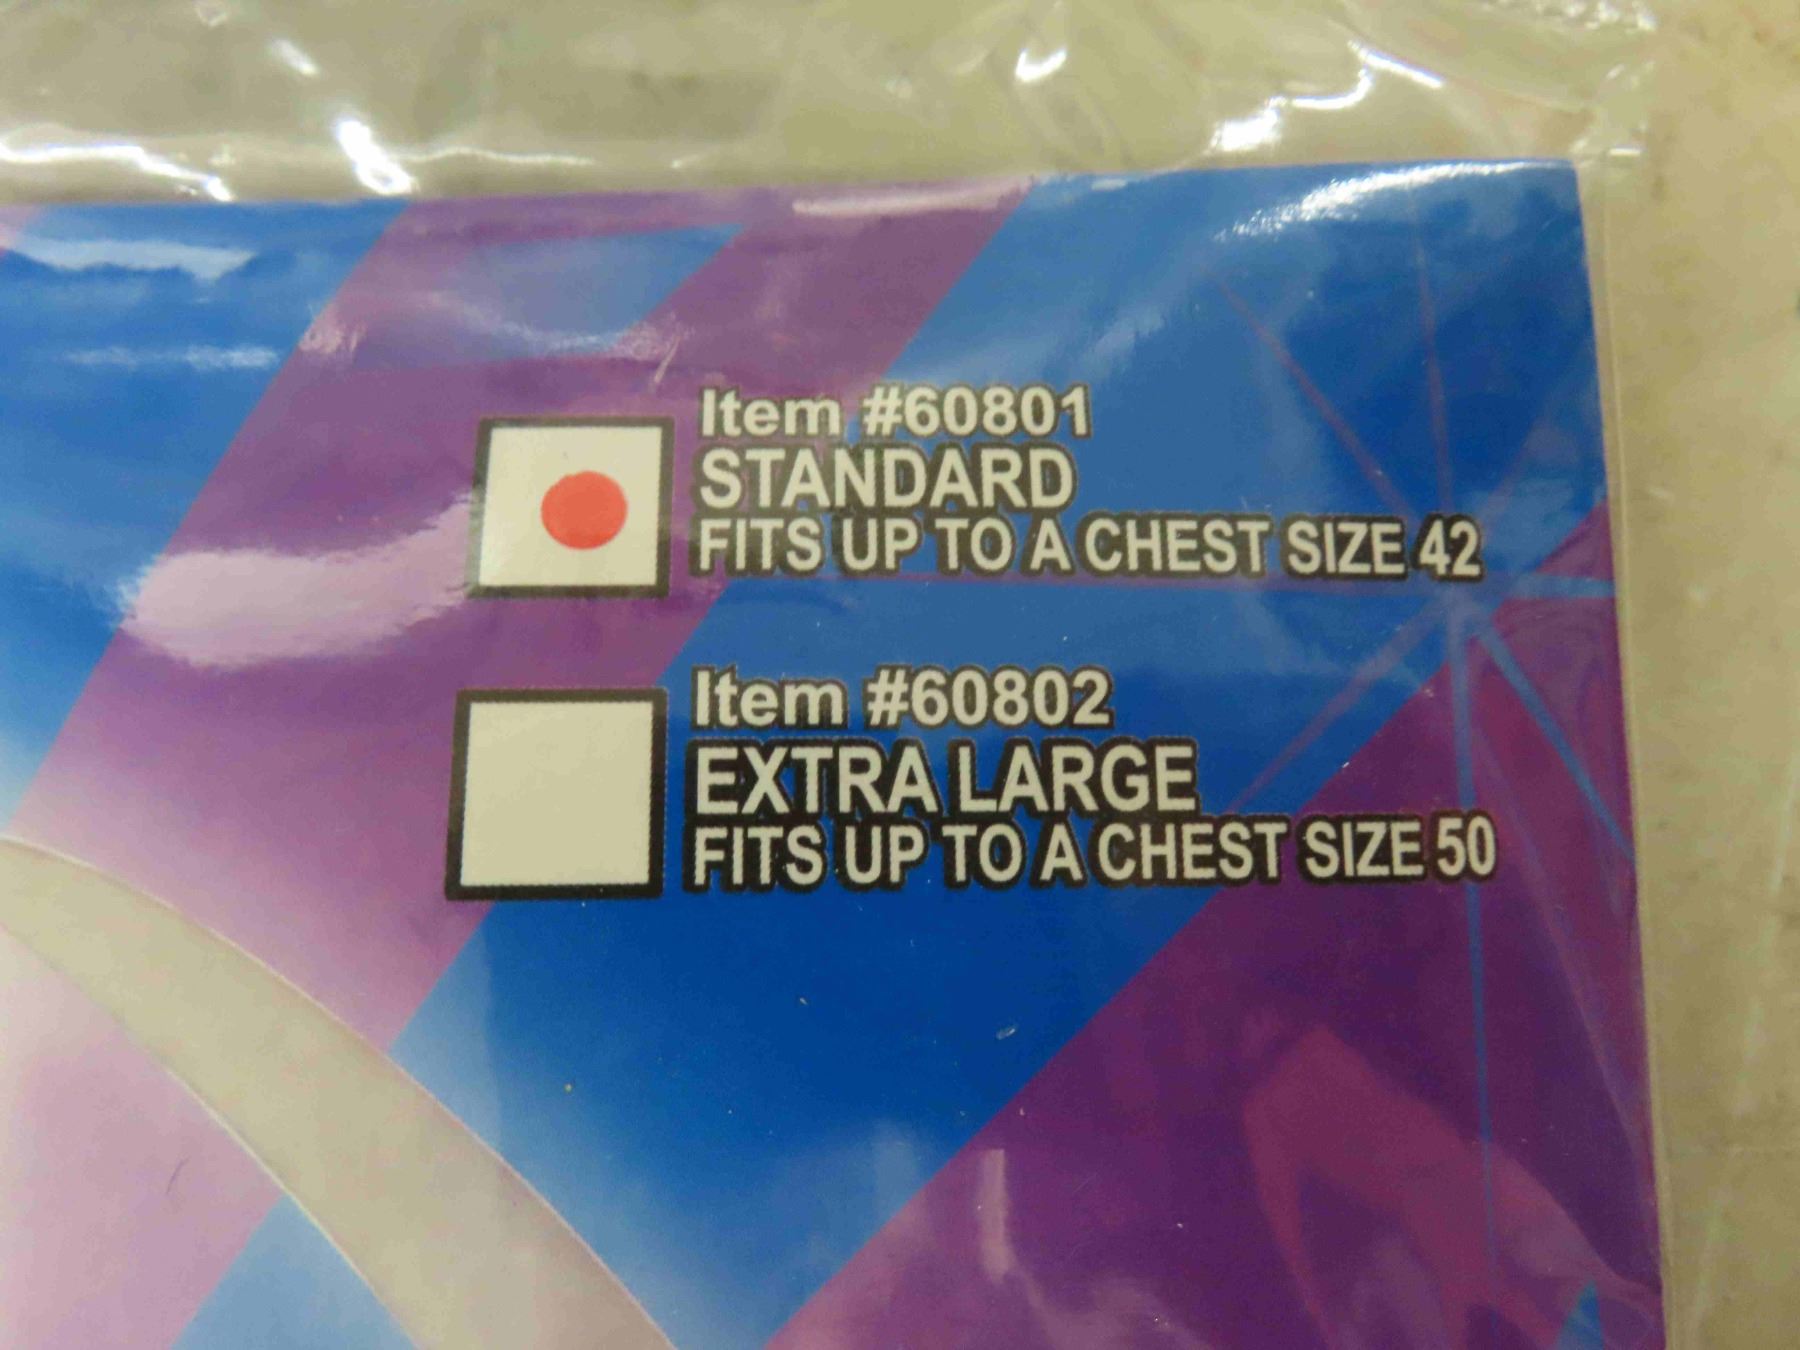 Item #60801
STANDARD
FITS UP TO A CHEST SIZE 42
Item #60802
EXTRA LARGE
FITS UP TO A CHEST SIZE 50